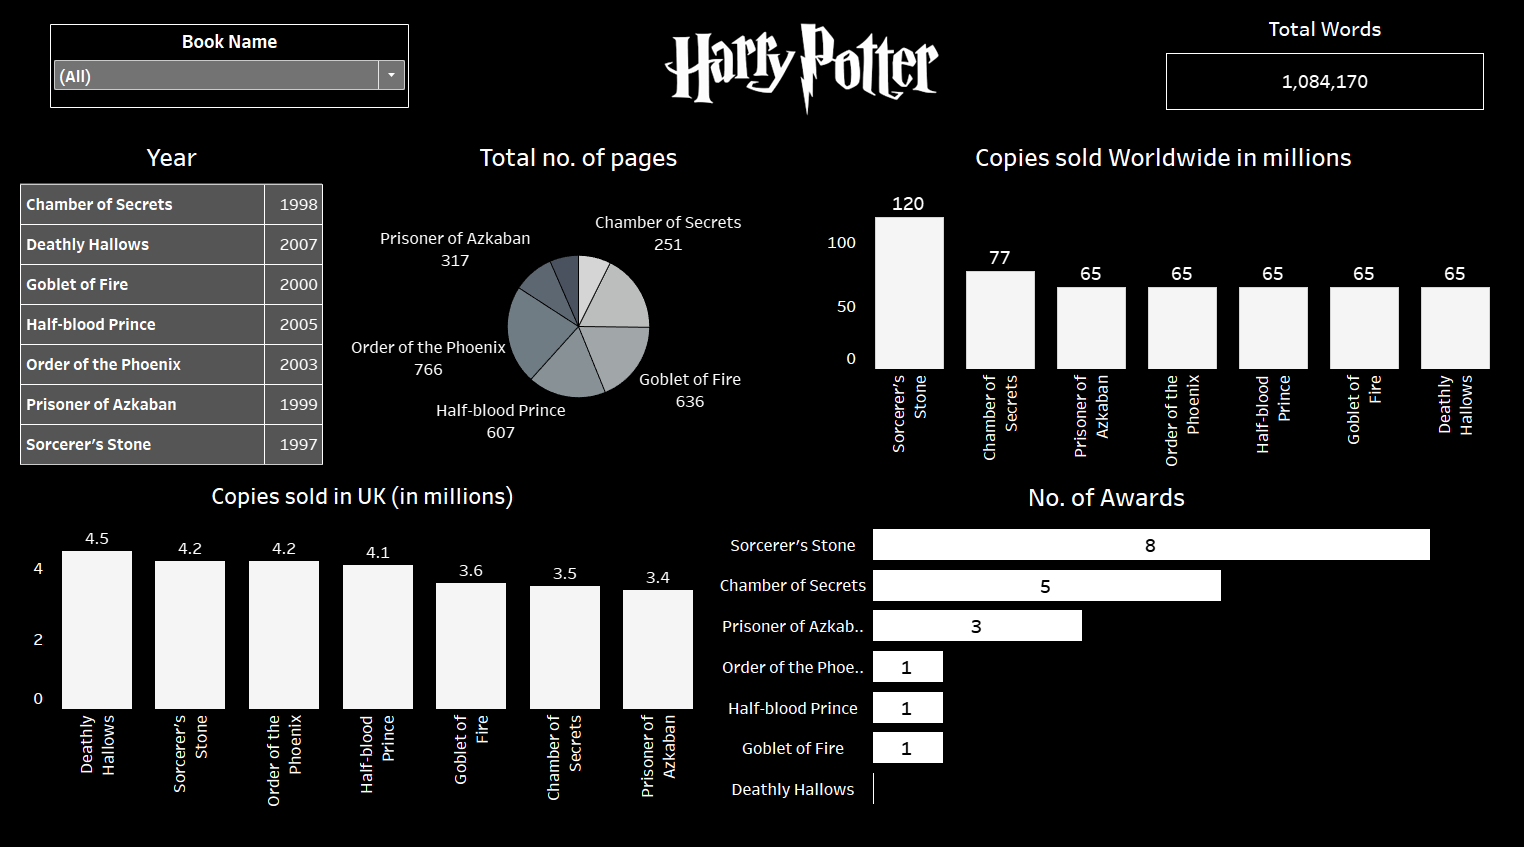 Book Name
(All)
Harry Potter
Total Words
1,084,170
Year
Chamber of Secrets 1998
Deathly Hallows 2007
Goblet of Fire 2000
Half-blood Prince 2005
Order of the Phoenix 2003
Prisoner of Azkaban 1999
Sorcerer’s Stone 1997
Total no. of pages
Chamber of Secrets
251
Prisoner of Azkaban
317
Order of the Phoenix
766
Goblet of Fire
636
Half-blood Prince
607
Copies sold Worldwide in millions
120
77
65
65
65
65
65
100
50
0
Sorcerer’s
Stone
Chamber of
Secrets
Prisoner of
Azkaban
Order of the
Phoenix
Half-blood
Prince
Goblet of
Fire
Deathly
Hallows
Copies sold in UK (in millions)
4.5
4.2
4.2
4.1
3.6
3.5
3.4
4
2
0
Deathly
Hallows
Sorcerer’s
Stone
Order of the
Phoenix
Half-blood
Prince
Goblet of
Fire
Chamber of
Secrets
Prisoner of
Azkaban
No. of Awards
Sorcerer’s Stone 8
Chamber of Secrets 5
Prisoner of Azkab.. 3
Order of the Phoe.. 1
Half-blood Prince 1
Goblet of Fire 1
Deathly Hallows